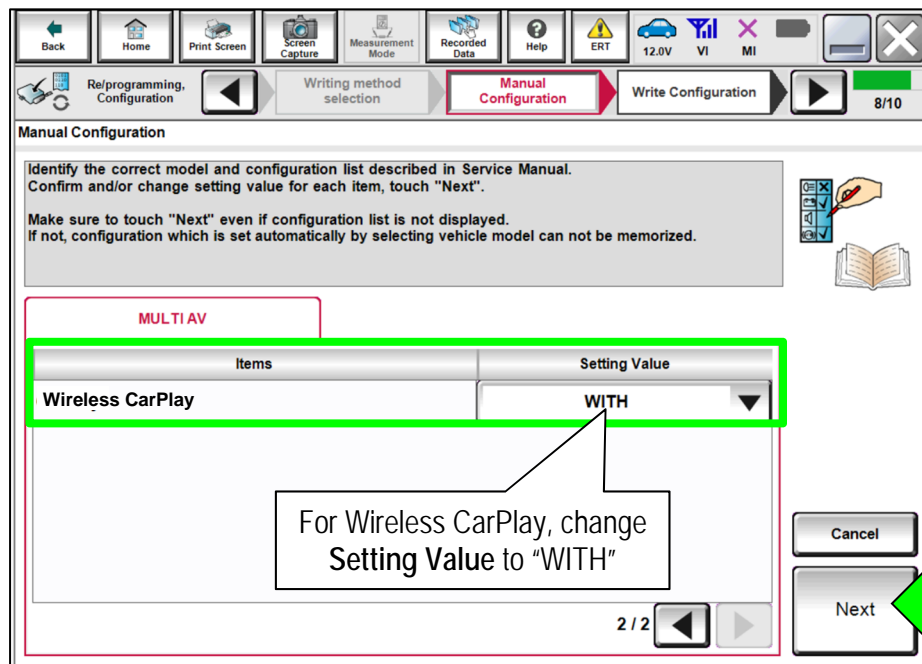 Back
Home
Print Screen
Screen
Capture
Measurement
Mode
Recorded
Data
Help
ERT
12.0V
VI
MI
Re/programming,
Configuration
Writing method
selection
Manual
Configuration
Write Configuration
8/10
Manual Configuration
Identify the correct model and configuration list described in Service Manual.
Confirm and/or change setting value for each item, touch "Next".
Make sure to touch "Next" even if configuration list is not displayed.
If not, configuration which is set automatically by selecting vehicle model can not be memorized.
MULTI AV
Items
Setting Value
Wireless CarPlay
WITH
For Wireless CarPlay, change
Setting Value to “WITH”
Cancel
Next
2 / 2